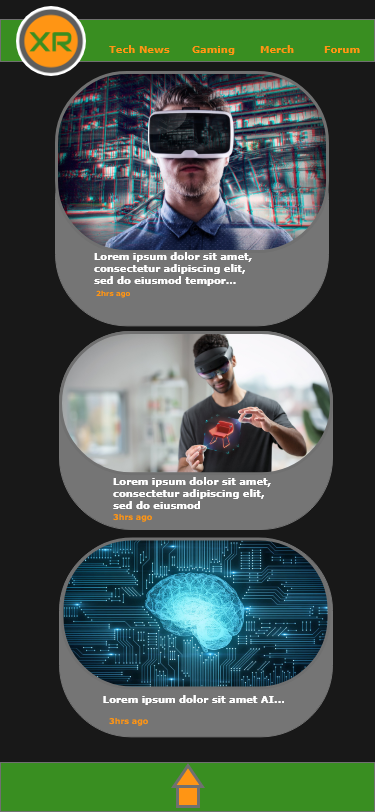 XR
Tech News Gaming Merch Forum
Lorem ipsum dolor sit amet,
consectetur adipiscing elit,
sed do eiusmod tempor...
2hrs ago
Lorem ipsum dolor sit amet,
consectetur adipiscing elit,
sed do eiusmod
3hrs ago
Lorem ipsum dolor sit amet AI...
3hrs ago